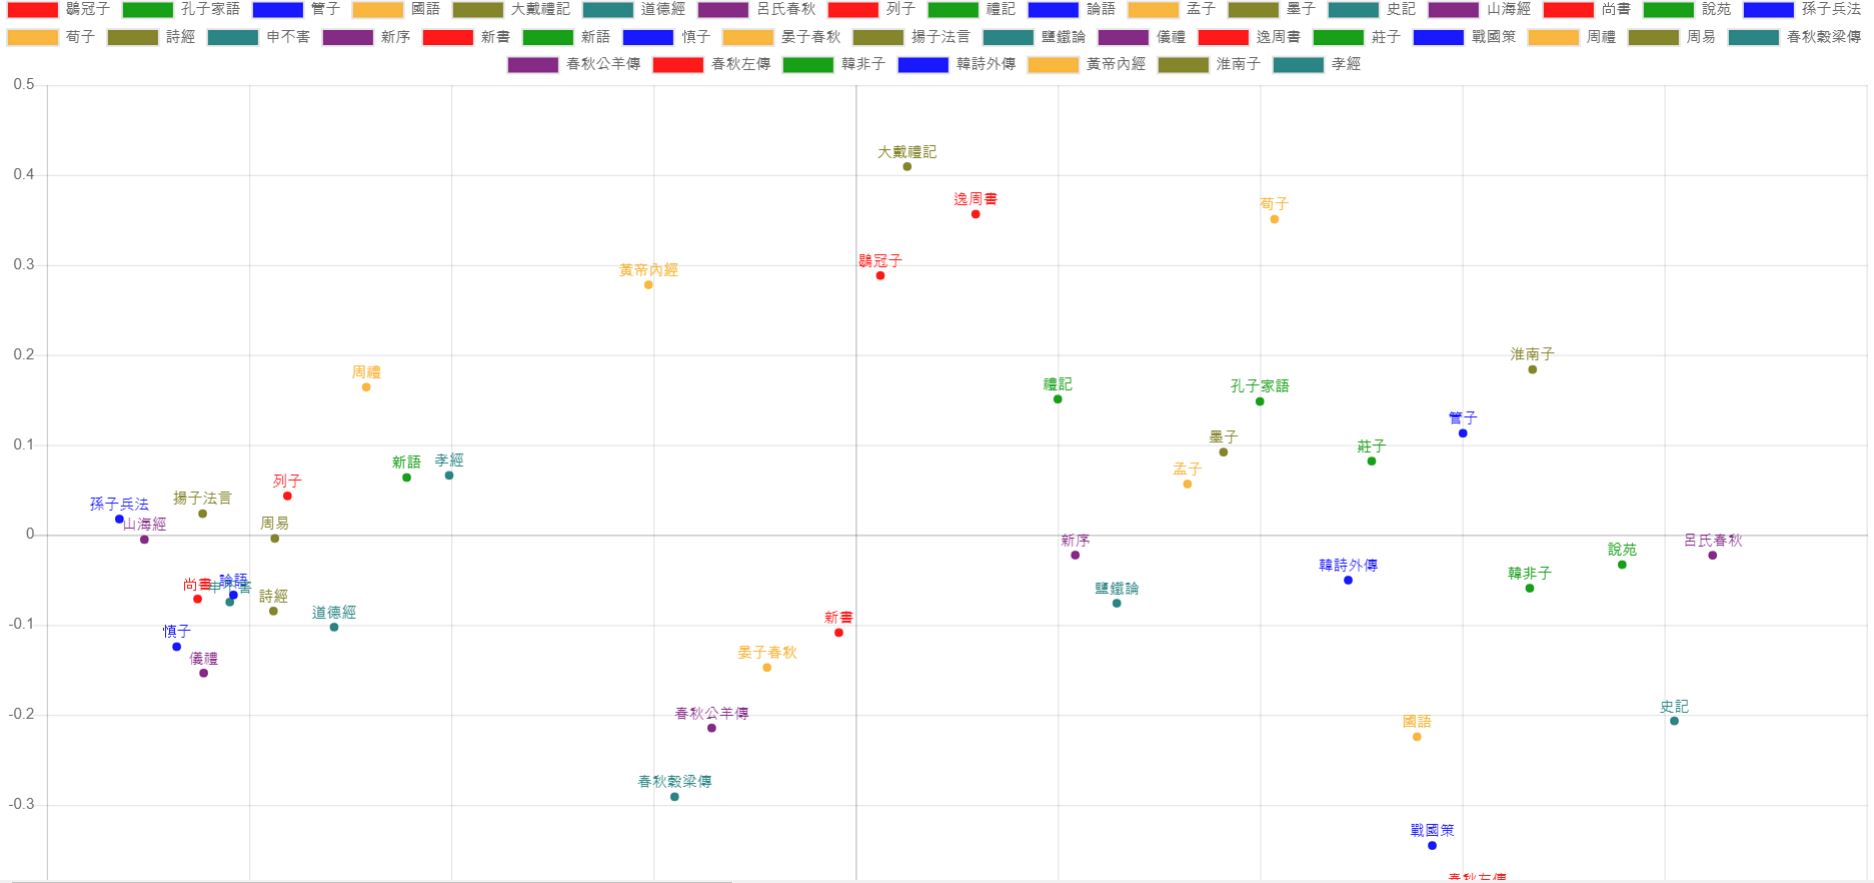 鶡冠子 孔子家語 管子 國語 大戴禮記 道德經 呂氏春秋 列子 禮記 論語 孟子 墨子 史記 山海經 尚書 說苑 孫子兵法
荀子 詩經 申不害 新序 新書 新語 慎子 晏子春秋 揚子法言 鹽鐵論 儀禮 逸周書 莊子 戰國策 周禮 周易 春秋穀梁傳
春秋公羊傳 春秋左傳 韓非子 韓詩外傳 黃帝內經 淮南子 孝經
0.5
大戴禮記
0.4
逸周書
荀子
0.3
鶡冠子
黃帝內經
0.2
淮南子
周禮
禮記
孔子家語
0.1
管子
墨子
莊子
新語
孝經
孟子
列子
揚子法言
孫子兵法
周易
山海經
0
新序
呂氏春秋
說苑
韓詩外傳
韓非子
論語
尚書
申不害
鹽鐵論
詩經
道德經
-0.1
新書
慎子
晏子春秋
儀禮
-0.2
史記
春秋公羊傳
國語
春秋穀梁傳
-0.3
戰國策
春秋左傳